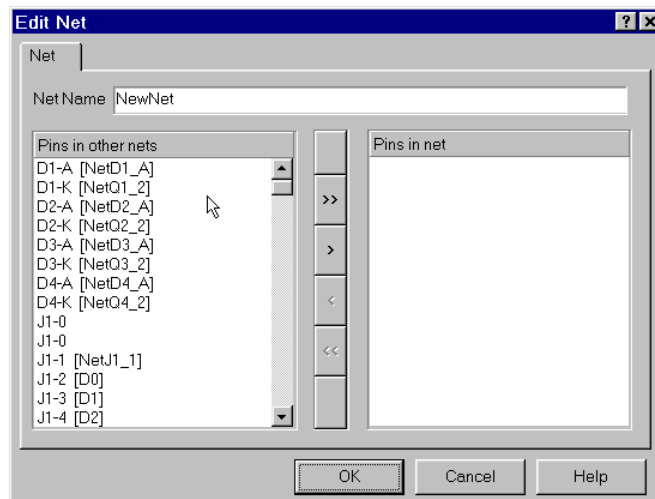 Edit Net
Net
Net Name NewNet
Pins in other nets
D1-A [NetD1_A]
D1-K [NetQ1_2]
D2-A [NetD2_A]
D2-K [NetQ2_2]
D3-A [NetD3_A]
D3-K [NetQ3_2]
D4-A [NetD4_A]
D4-K [NetQ4_2]
J1-0
J1-0
J1-1 [NetJ1_1]
J1-2 [D0]
J1-3 [D1]
J1-4 [D2]
>>
>
<
<<
Pins in net
OK Cancel Help